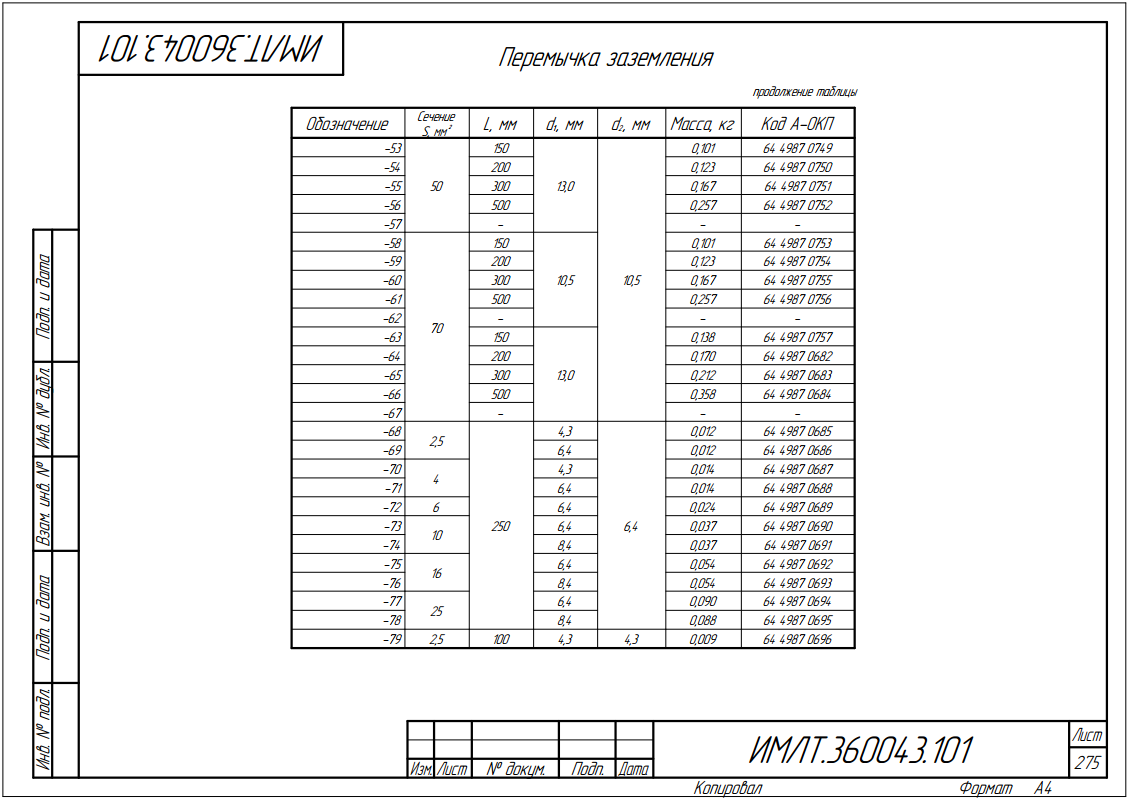 ИМЛТ.360043.101
Перемычка заземления
продолжение таблицы
Обозначение Сечение S, мм² L, мм d₁, мм d₂, мм Масса, кг Код А-ОКП
-53 50 150 13,0 10,5 0,101 64 4987 0749
-54 200 0,123 64 4987 0750
-55 300 0,167 64 4987 0751
-56 500 0,257 64 4987 0752
-57 - - -
-58 70 150 10,5 0,101 64 4987 0753
-59 200 0,123 64 4987 0754
-60 300 0,167 64 4987 0755
-61 500 0,257 64 4987 0756
-62 - - -
-63 150 13,0 0,138 64 4987 0757
-64 200 0,170 64 4987 0682
-65 300 0,212 64 4987 0683
-66 500 0,358 64 4987 0684
-67 - - -
-68 2,5 250 4,3 6,4 0,012 64 4987 0685
-69 6,4 0,012 64 4987 0686
-70 4 4,3 0,014 64 4987 0687
-71 6,4 0,014 64 4987 0688
-72 6 6,4 0,024 64 4987 0689
-73 10 6,4 0,037 64 4987 0690
-74 8,4 0,037 64 4987 0691
-75 16 6,4 0,054 64 4987 0692
-76 8,4 0,054 64 4987 0693
-77 25 6,4 0,090 64 4987 0694
-78 8,4 0,088 64 4987 0695
-79 2,5 100 4,3 4,3 0,009 64 4987 0696
Подп. и дата
Инв. № дубл.
Взам. инв. №
Подп. и дата
Инв. № подл.
Изм. Лист № докум. Подп. Дата
ИМЛТ.360043.101
Лист
275
Копировал Формат А4